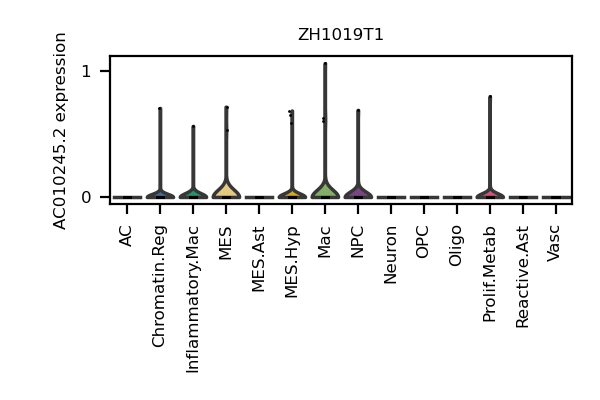 ZH1019T1
AC010245.2 expression
1
0
AC
Chromatin.Reg
Inflammatory.Mac
MES
MES.Ast
MES.Hyp
Mac
NPC
Neuron
OPC
Oligo
Prolif.Metab
Reactive.Ast
Vasc